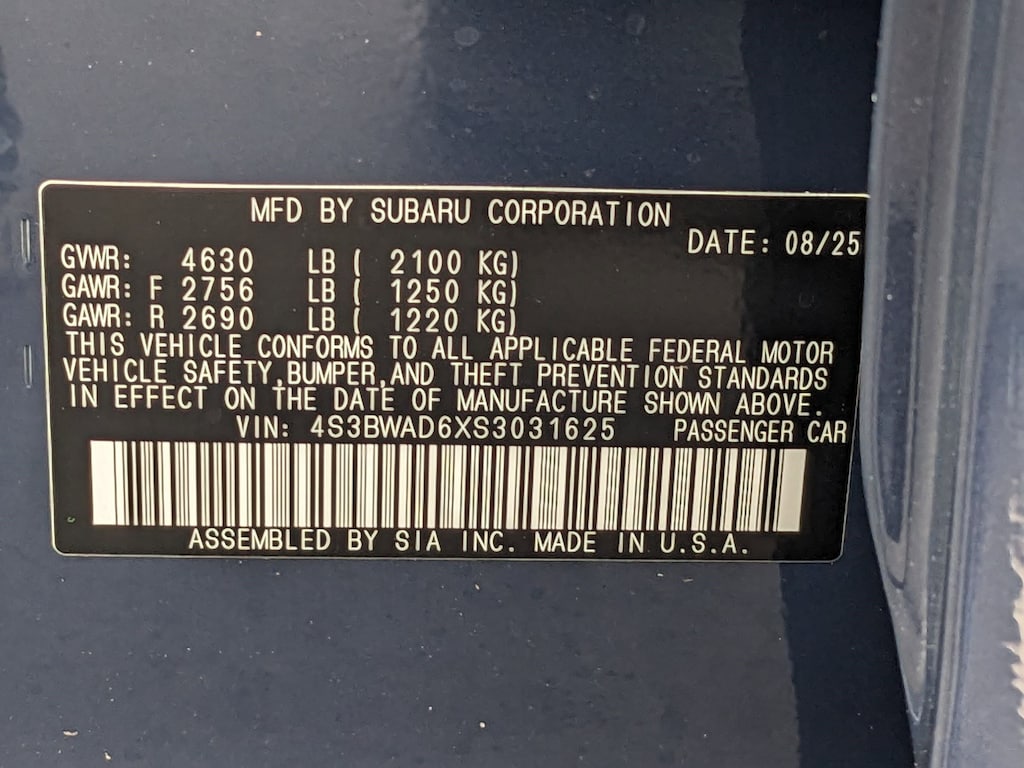 MFD BY SUBARU CORPORATION
DATE: 08/25
GVWR: 4630 LB ( 2100 KG)
GAWR: F 2756 LB ( 1250 KG)
GAWR: R 2690 LB ( 1220 KG)
THIS VEHICLE CONFORMS TO ALL APPLICABLE FEDERAL MOTOR
VEHICLE SAFETY,BUMPER,AND THEFT PREVENTION STANDARDS
IN EFFECT ON THE DATE OF MANUFACTURE SHOWN ABOVE.
VIN: 4S3BWAD6XS3031625 PASSENGER CAR
ASSEMBLED BY SIA INC. MADE IN U.S.A.